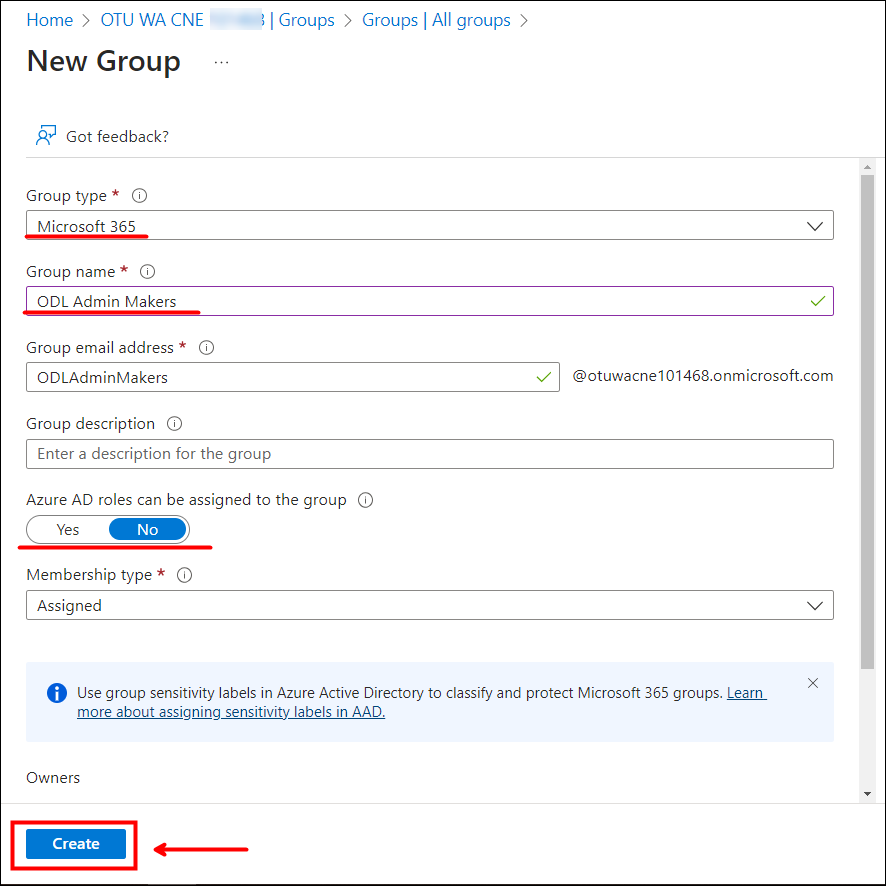 Home > OTU WA CNE | Groups > Groups | All groups >
New Group ...
Got feedback?
Group type *
Microsoft 365
Group name *
ODL Admin Makers
Group email address *
ODLAdminMakers @otuwacne101468.onmicrosoft.com
Group description
Enter a description for the group
Azure AD roles can be assigned to the group
Yes No
Membership type *
Assigned
Use group sensitivity labels in Azure Active Directory to classify and protect Microsoft 365 groups. Learn
more about assigning sensitivity labels in AAD.
Owners
Create